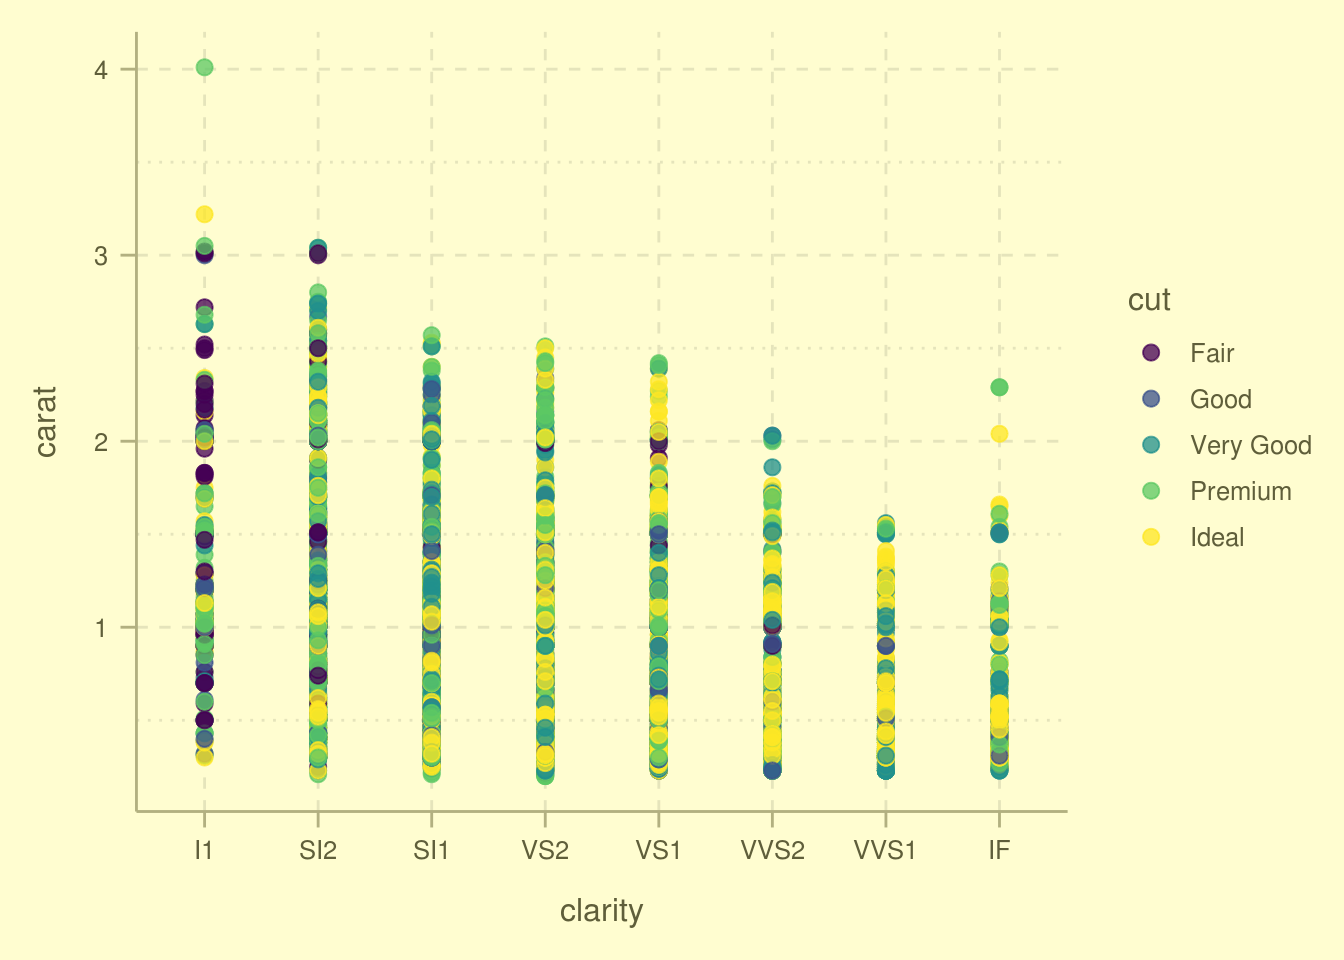 4
3
2
1
carat
I1 SI2 SI1 VS2 VS1 VVS2 VVS1 IF
clarity
cut
Fair
Good
Very Good
Premium
Ideal